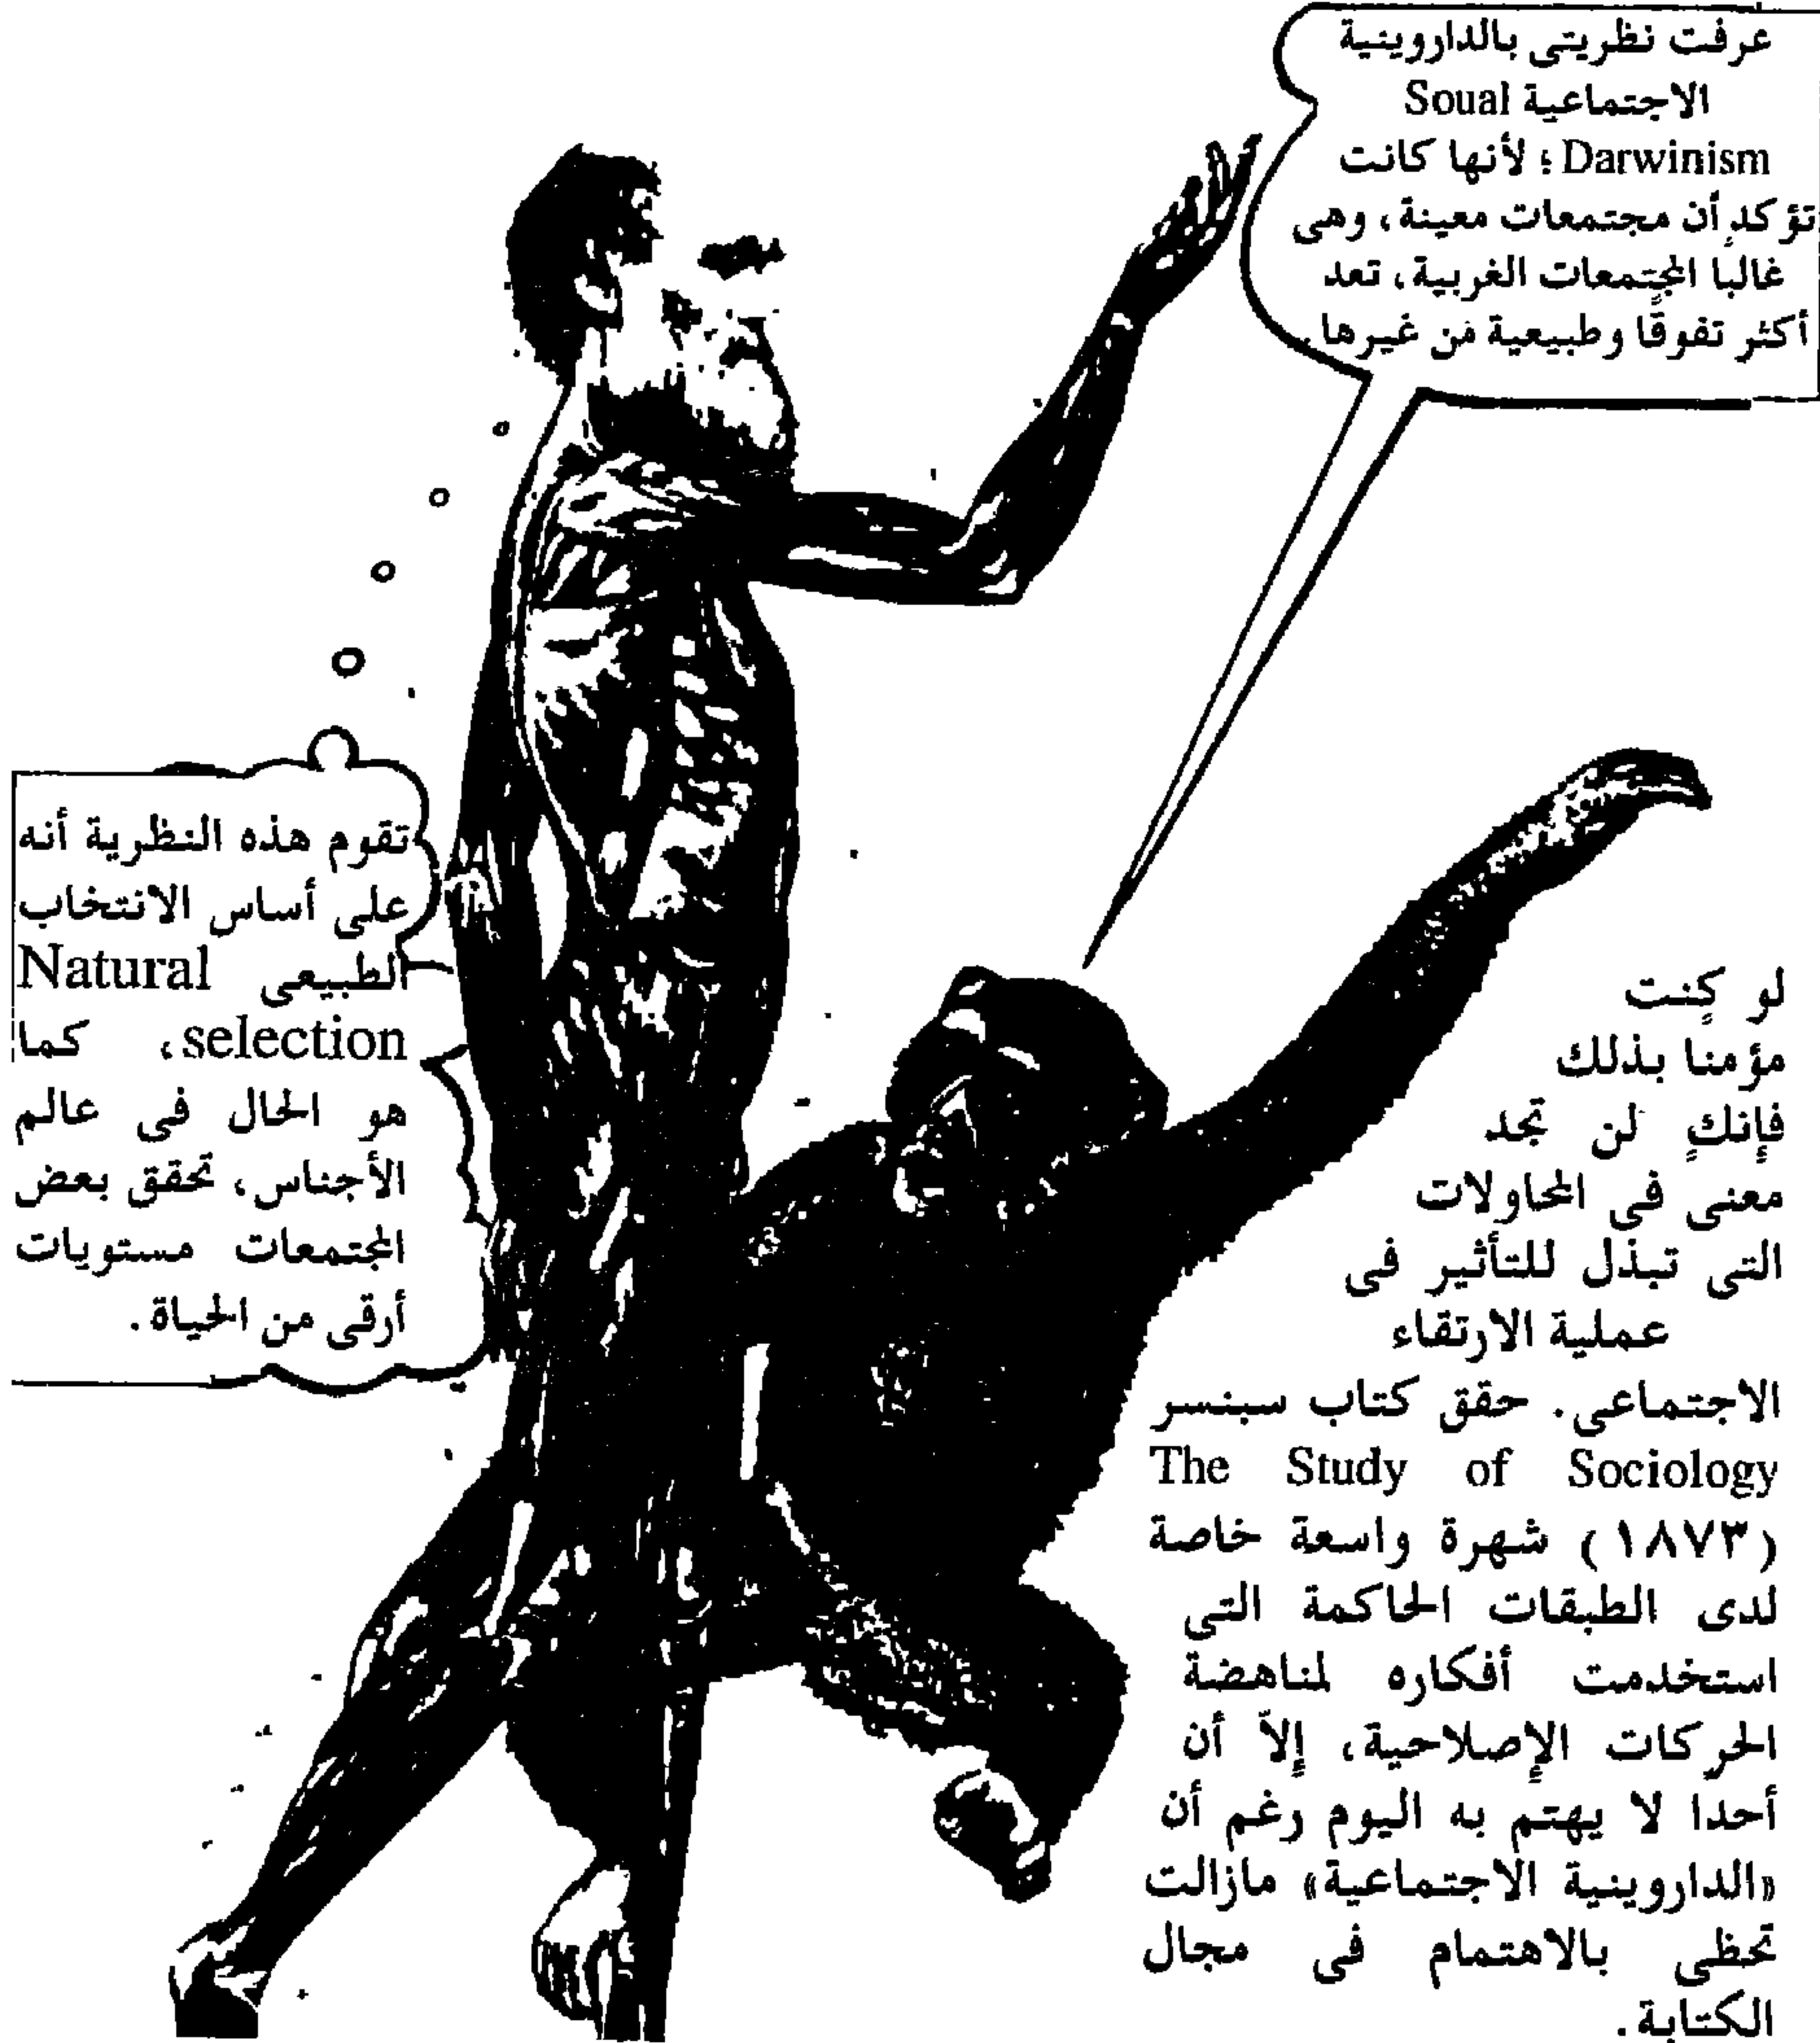 عرفت نظريتى بالداروينية
الاجتماعية Soual
Darwinism ؛ لأنها كانت
تؤكد أن مجتمعات معينة، وهى
غالبًا المجتمعات الغربية، تعد
أكثر تفوقًا وطبيعية من غيرها.
تقوم هذه النظرية أنه
على أساس الانتخاب
الطبيعى Natural
selection، كما
هو الحال فى عالم
الأجناس، تحقق بعض
المجتمعات مستويات
أرقى من الحياة.
لو كنت
مؤمنا بذلك
فإنك لن تجد
معنى فى المحاولات
التى تبذل للتأثير فى
عملية الارتقاء
الاجتماعى. حقق كتاب سبنسر
The Study of Sociology
(١٨٧٣) شهرة واسعة خاصة
لدى الطبقات الحاكمة التى
استخدمت أفكاره لمناهضة
الحركات الإصلاحية، إلاّ أن
أحدا لا يهتم به اليوم رغم أن
«الداروينية الاجتماعية» مازالت
تحظى بالاهتمام فى مجال
الكتابة.